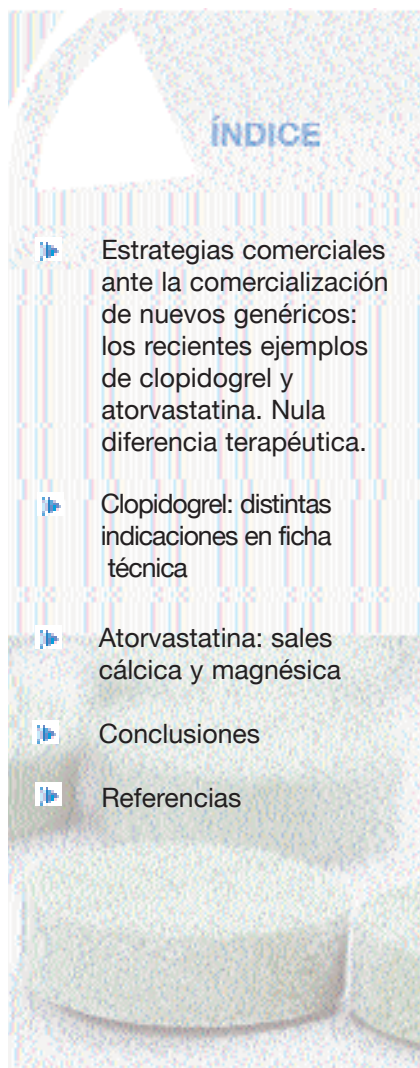 ÍNDICE
Estrategias comerciales
ante la comercialización
de nuevos genéricos:
los recientes ejemplos
de clopidogrel y
atorvastatina. Nula
diferencia terapéutica.
Clopidogrel: distintas
indicaciones en ficha
técnica
Atorvastatina: sales
cálcica y magnésica
Conclusiones
Referencias